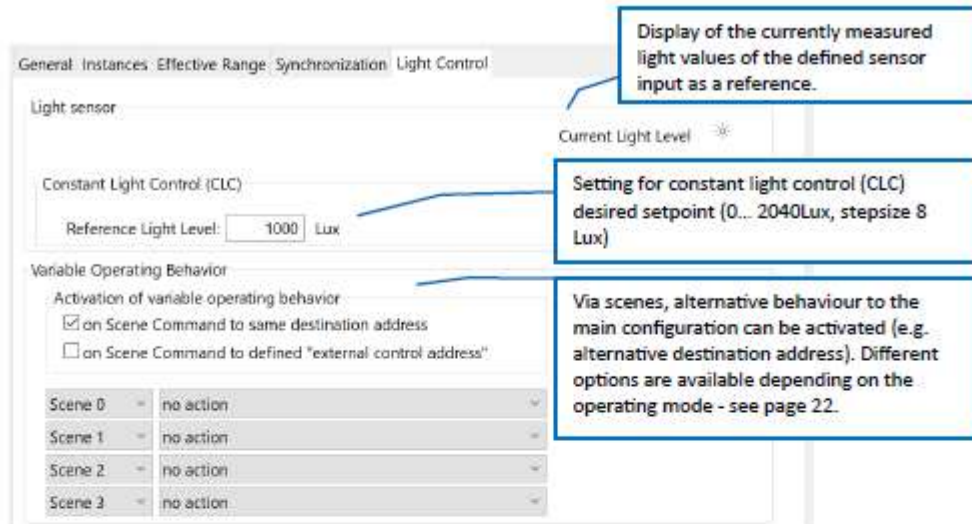 Display of the currently measured
light values of the defined sensor
input as a reference.
General Instances Effective Range Synchronization Light Control
Light sensor
Current Light Level
Constant Light Control (CLC)
Reference Light Level: 1000 Lux
Setting for constant light control (CLC)
desired setpoint (0... 2040Lux, stepsize 8
Lux)
Variable Operating Behavior
Activation of variable operating behavior
on Scene Command to same destination address
on Scene Command to defined "external control address"
Via scenes, alternative behaviour to the
main configuration can be activated (e.g.
alternative destination address). Different
options are available depending on the
operating mode - see page 22.
Scene 0 no action
Scene 1 no action
Scene 2 no action
Scene 3 no action